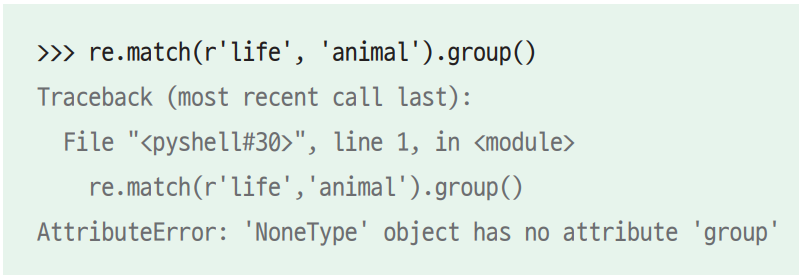 >>> re.match(r'life', 'animal').group()
Traceback (most recent call last):
  File "<pyshell#30>", line 1, in <module>
    re.match(r'life','animal').group()
AttributeError: 'NoneType' object has no attribute 'group'